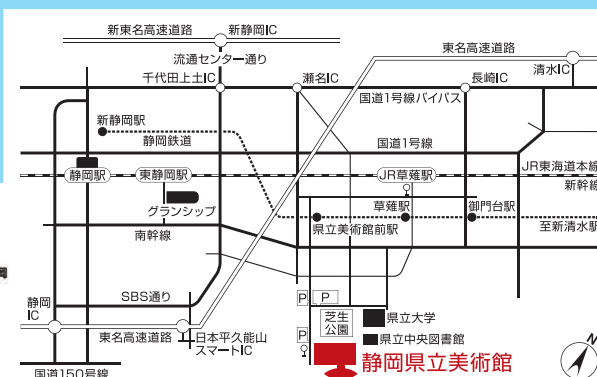 新東名高速道路
新静岡IC
東名高速道路
流通センター通り
清水IC
千代田上土IC
瀬名IC
長崎IC
国道1号線バイパス
新静岡駅
静岡鉄道
国道1号線
JR東海道本線
新幹線
静岡駅
東静岡駅
JR草薙駅
グランシップ
草薙駅
御門台駅
県立美術館前駅
至新清水駅
南幹線
SBS通り
静岡
IC
P
P
芝生
公園
県立大学
P
県立中央図書館
東名高速道路
日本平久能山
スマートIC
静岡県立美術館
国道150号線
N